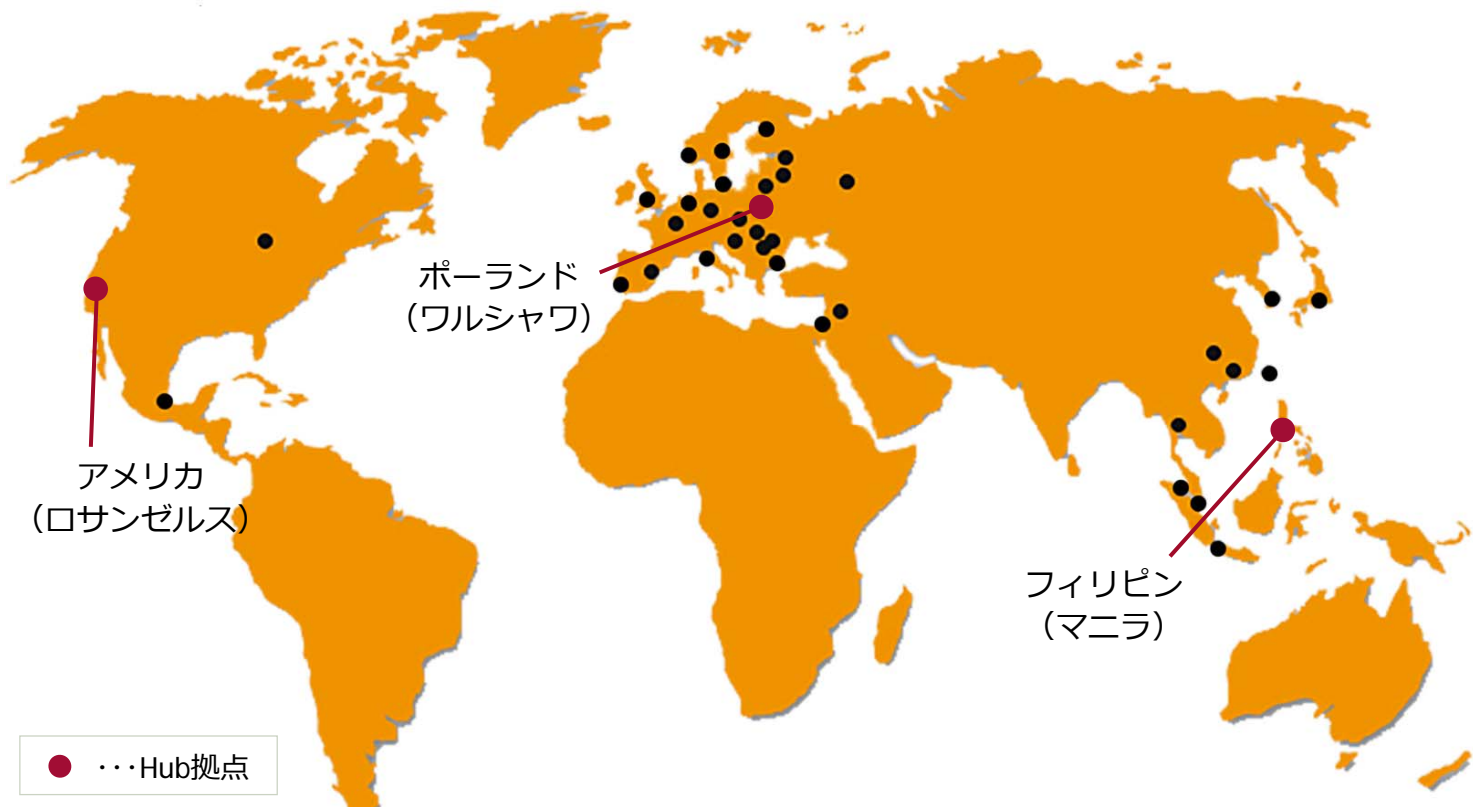 ポーランド
（ワルシャワ）
アメリカ
（ロサンゼルス）
フィリピン
（マニラ）
･･･Hub拠点